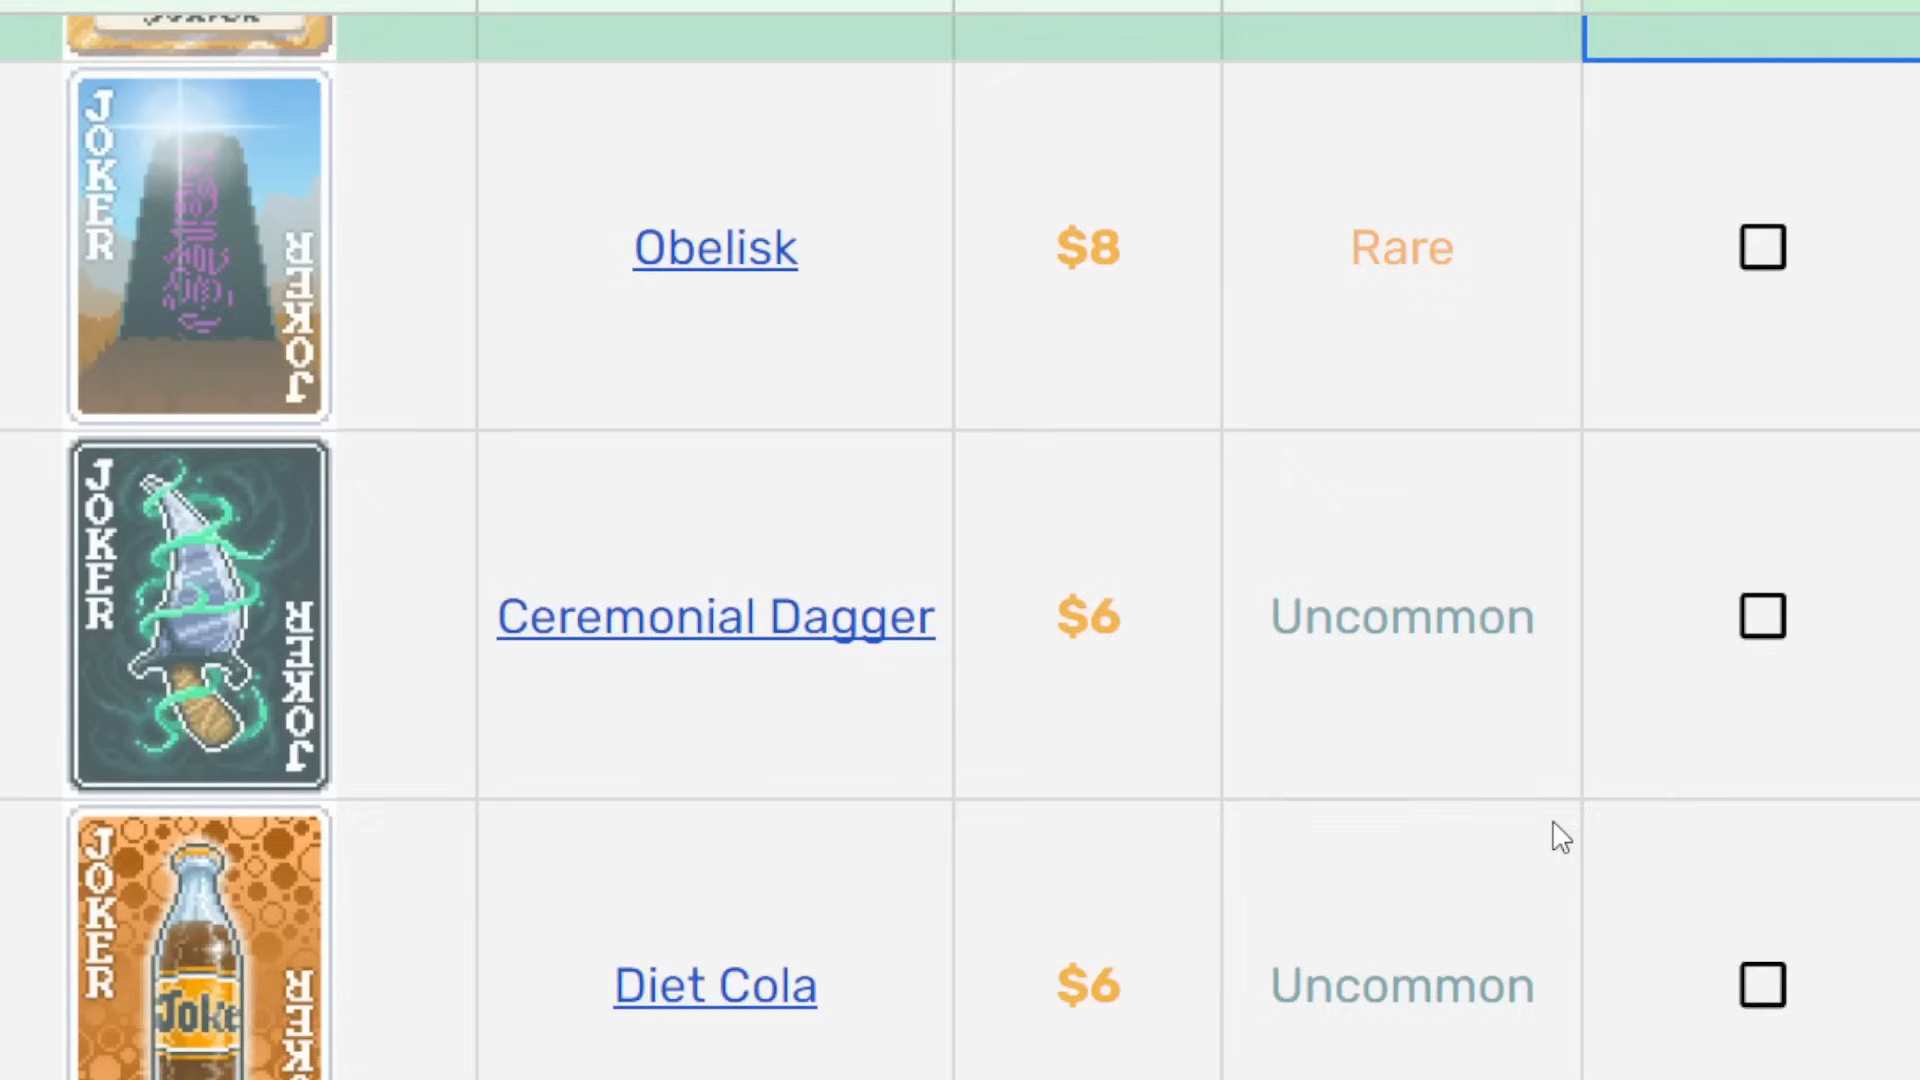 JOKER
JOKER
Obelisk
$8
Rare
JOKER
JOKER
Ceremonial Dagger
$6
Uncommon
JOKER
Joke
Diet Cola
$6
Uncommon